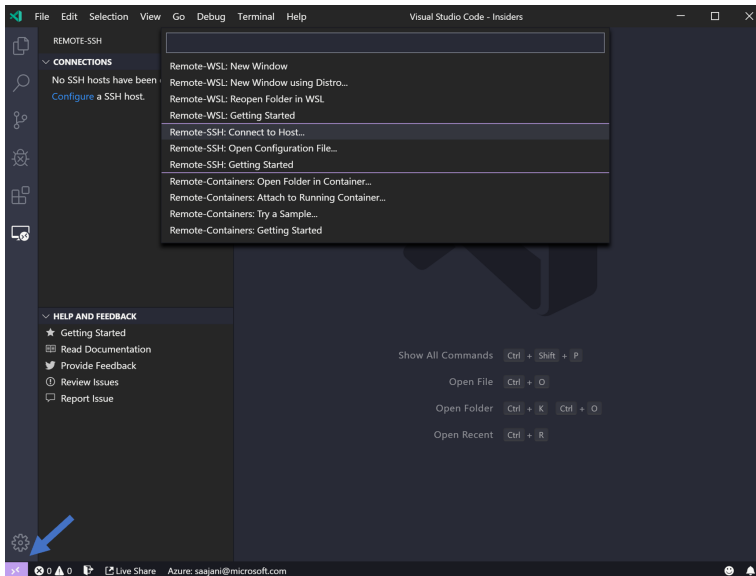 File Edit Selection View Go Debug Terminal Help Visual Studio Code - Insiders
REMOTE-SSH
CONNECTIONS
No SSH hosts have been
Configure a SSH host.
Remote-WSL: New Window
Remote-WSL: New Window using Distro...
Remote-WSL: Reopen Folder in WSL
Remote-WSL: Getting Started
Remote-SSH: Connect to Host...
Remote-SSH: Open Configuration File...
Remote-SSH: Getting Started
Remote-Containers: Open Folder in Container...
Remote-Containers: Attach to Running Container...
Remote-Containers: Try a Sample...
Remote-Containers: Getting Started
HELP AND FEEDBACK
Getting Started
Read Documentation
Provide Feedback
Review Issues
Report Issue
Show All Commands Ctrl + Shift + P
Open File Ctrl + O
Open Folder Ctrl + K Ctrl + O
Open Recent Ctrl + R
0 0 Live Share Azure: saajani@microsoft.com